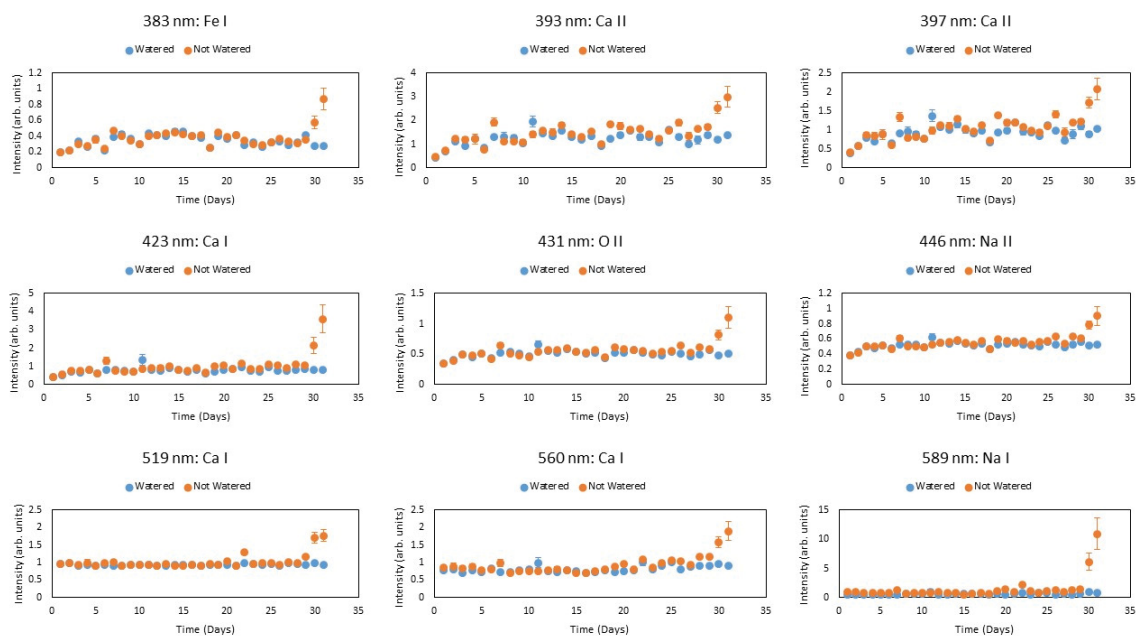 383 nm: Fe I
Watered Not Watered
Intensity (arb. units)
1.2
1
0.8
0.6
0.4
0.2
0
0 5 10 15 20 25 30 35
Time (Days)
393 nm: Ca II
Watered Not Watered
Intensity (arb. units)
4
3
2
1
0
0 5 10 15 20 25 30 35
Time (Days)
397 nm: Ca II
Watered Not Watered
Intensity (arb. units)
2.5
2
1.5
1
0.5
0
0 5 10 15 20 25 30 35
Time (Days)
423 nm: Ca I
Watered Not Watered
Intensity (arb. units)
5
4
3
2
1
0
0 5 10 15 20 25 30 35
Time (Days)
431 nm: O II
Watered Not Watered
Intensity (arb. units)
1.5
1
0.5
0
0 5 10 15 20 25 30 35
Time (Days)
446 nm: Na II
Watered Not Watered
Intensity (arb. units)
1.2
1
0.8
0.6
0.4
0.2
0
0 5 10 15 20 25 30 35
Time (Days)
519 nm: Ca I
Watered Not Watered
Intensity (arb. units)
2.5
2
1.5
1
0.5
0
0 5 10 15 20 25 30 35
Time (Days)
560 nm: Ca I
Watered Not Watered
Intensity (arb. units)
2.5
2
1.5
1
0.5
0
0 5 10 15 20 25 30 35
Time (Days)
589 nm: Na I
Watered Not Watered
Intensity (arb. units)
15
10
5
0
0 5 10 15 20 25 30 35
Time (Days)